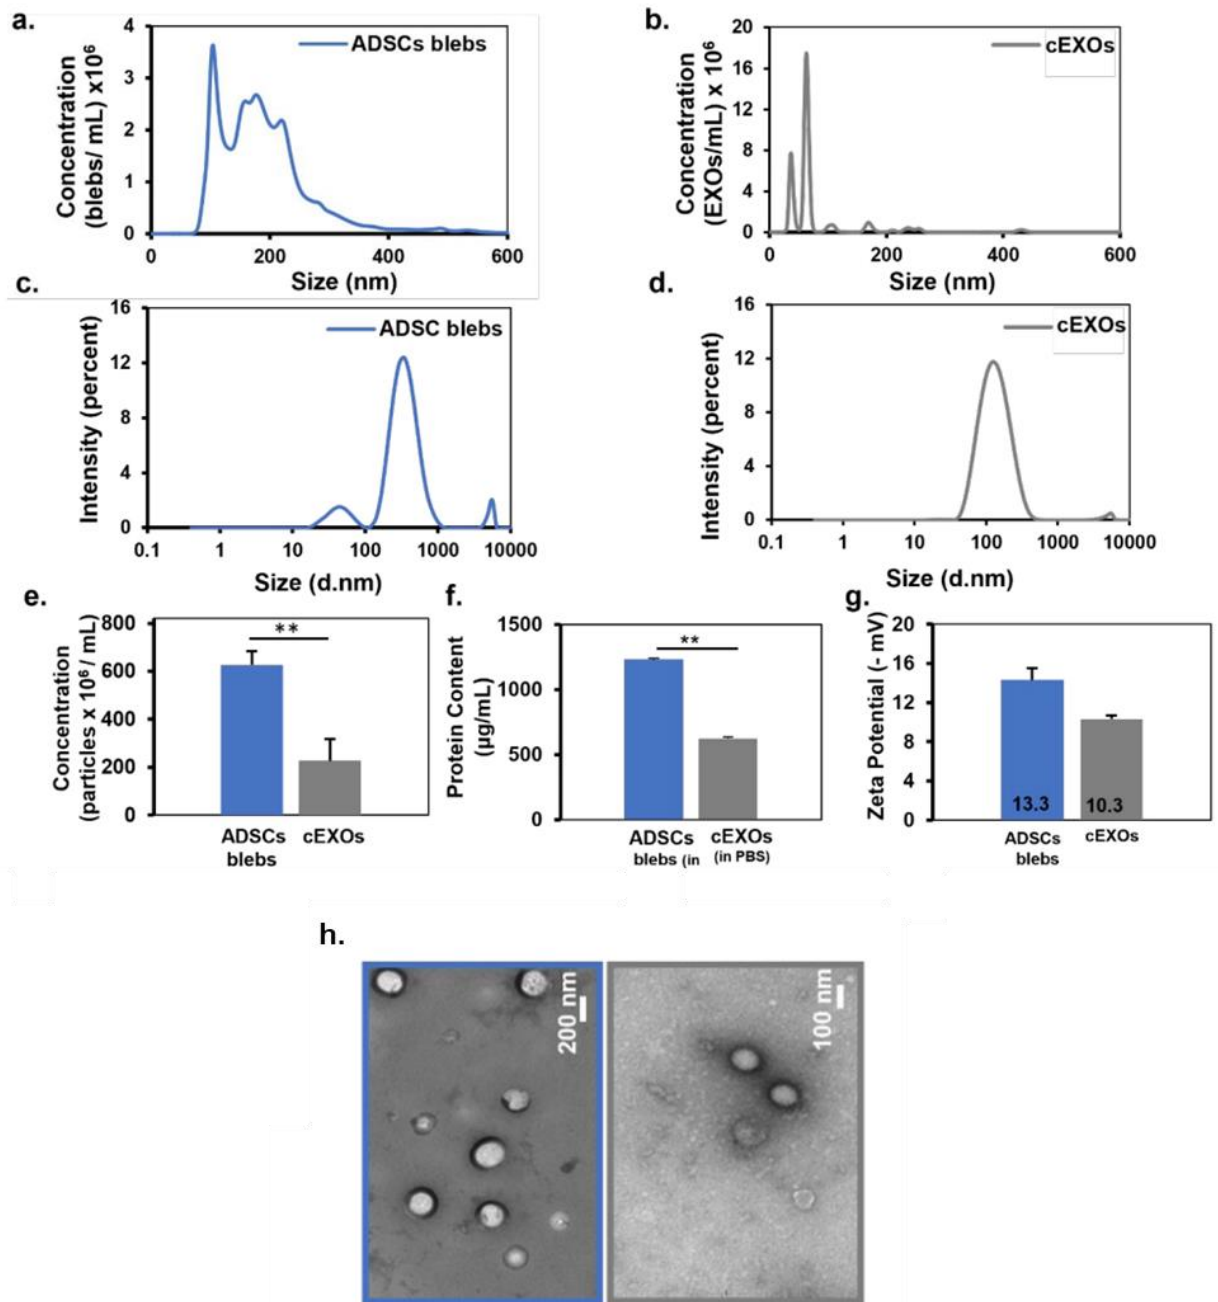 a.
Concentration
(blebs/ mL) x10⁶
4
3
2
1
0
0 200 400 600
Size (nm)
ADSCs blebs
b.
Concentration
(EXOs/mL) x 10⁶
20
16
12
8
4
0
0 200 400 600
Size (nm)
cEXOs
c.
Intensity (percent)
16
12
8
4
0
0.1 1 10 100 1000 10000
Size (d.nm)
ADSC blebs
d.
Intensity (percent)
16
12
8
4
0
0.1 1 10 100 1000 10000
Size (d.nm)
cEXOs
e.
Concentration
(particles x 10⁶ / mL)
800
600
400
200
0
**
ADSCs cEXOs
blebs
f.
Protein Content
(µg/mL)
1500
1000
500
0
**
ADSCs cEXOs
blebs (in (in PBS)
g.
Zeta Potential (- mV)
20
16
12
8
4
0
13.3 10.3
ADSCs cEXOs
blebs
h.
200 nm
100 nm